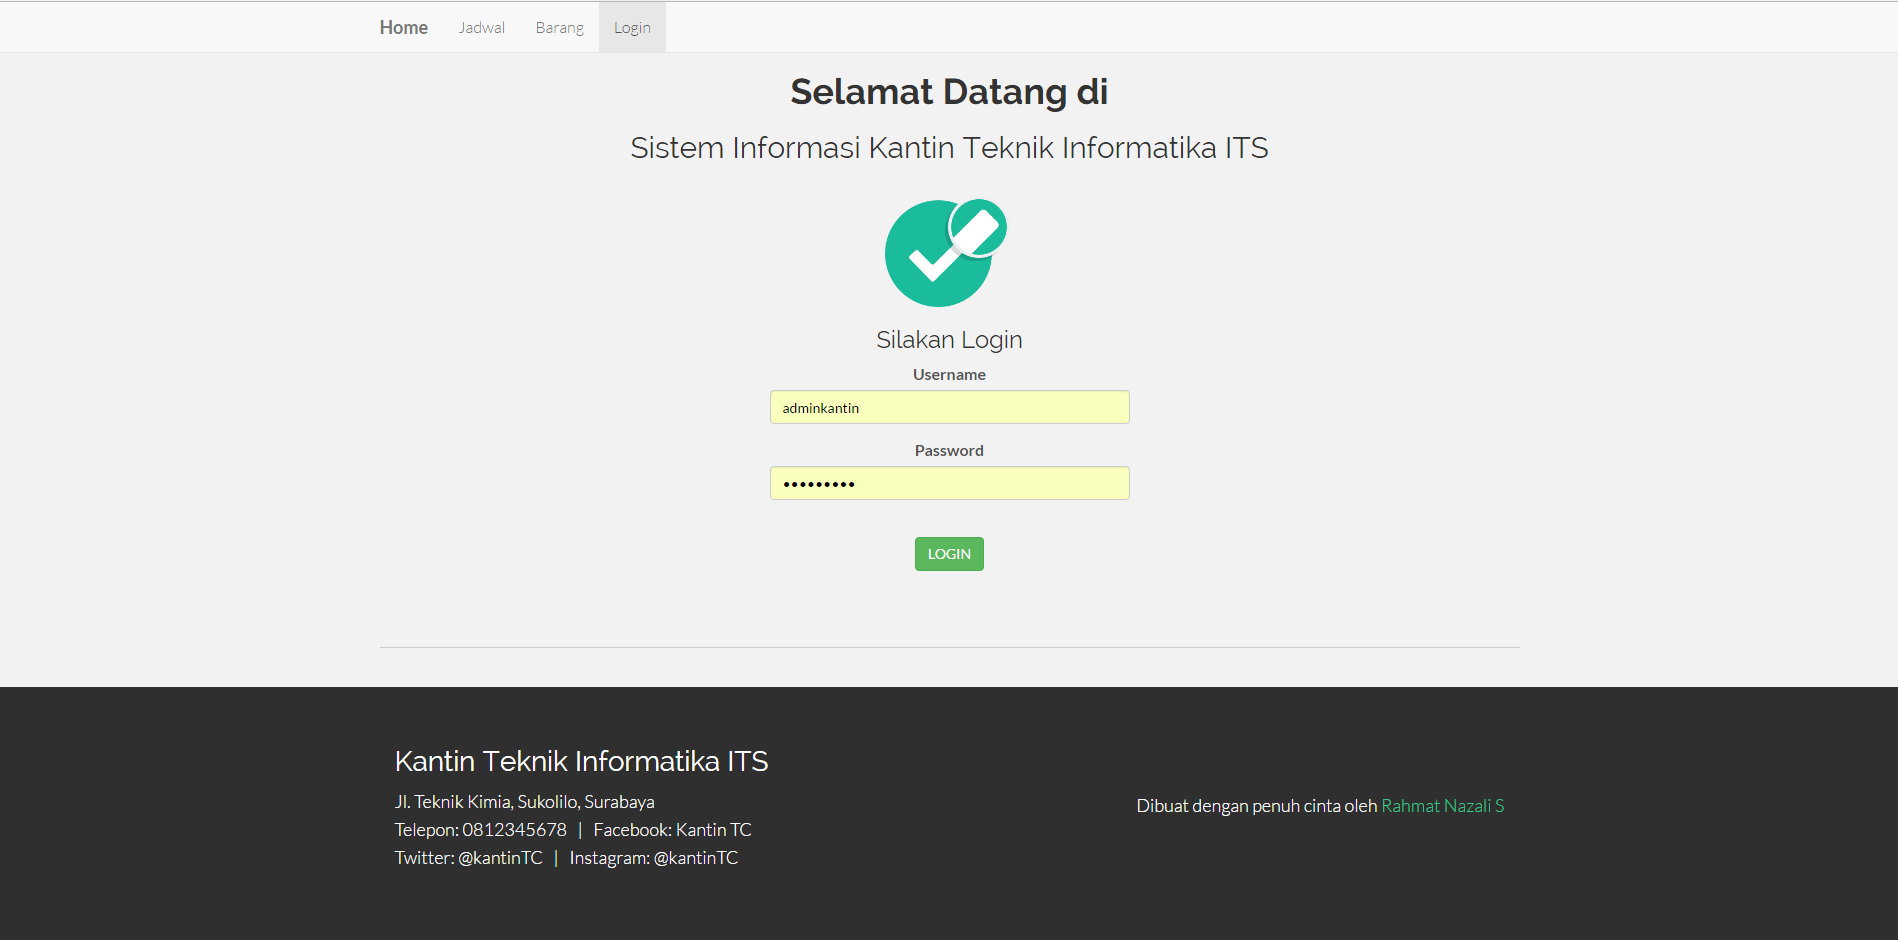 Home Jadwal Barang Login
Selamat Datang di
Sistem Informasi Kantin Teknik Informatika ITS
Silakan Login
Username
adminkantin
Password
•••••••••
LOGIN
Kantin Teknik Informatika ITS
Jl. Teknik Kimia, Sukolilo, Surabaya
Telepon: 0812345678 | Facebook: Kantin TC
Twitter: @kantinTC | Instagram: @kantinTC
Dibuat dengan penuh cinta oleh Rahmat Nazali S